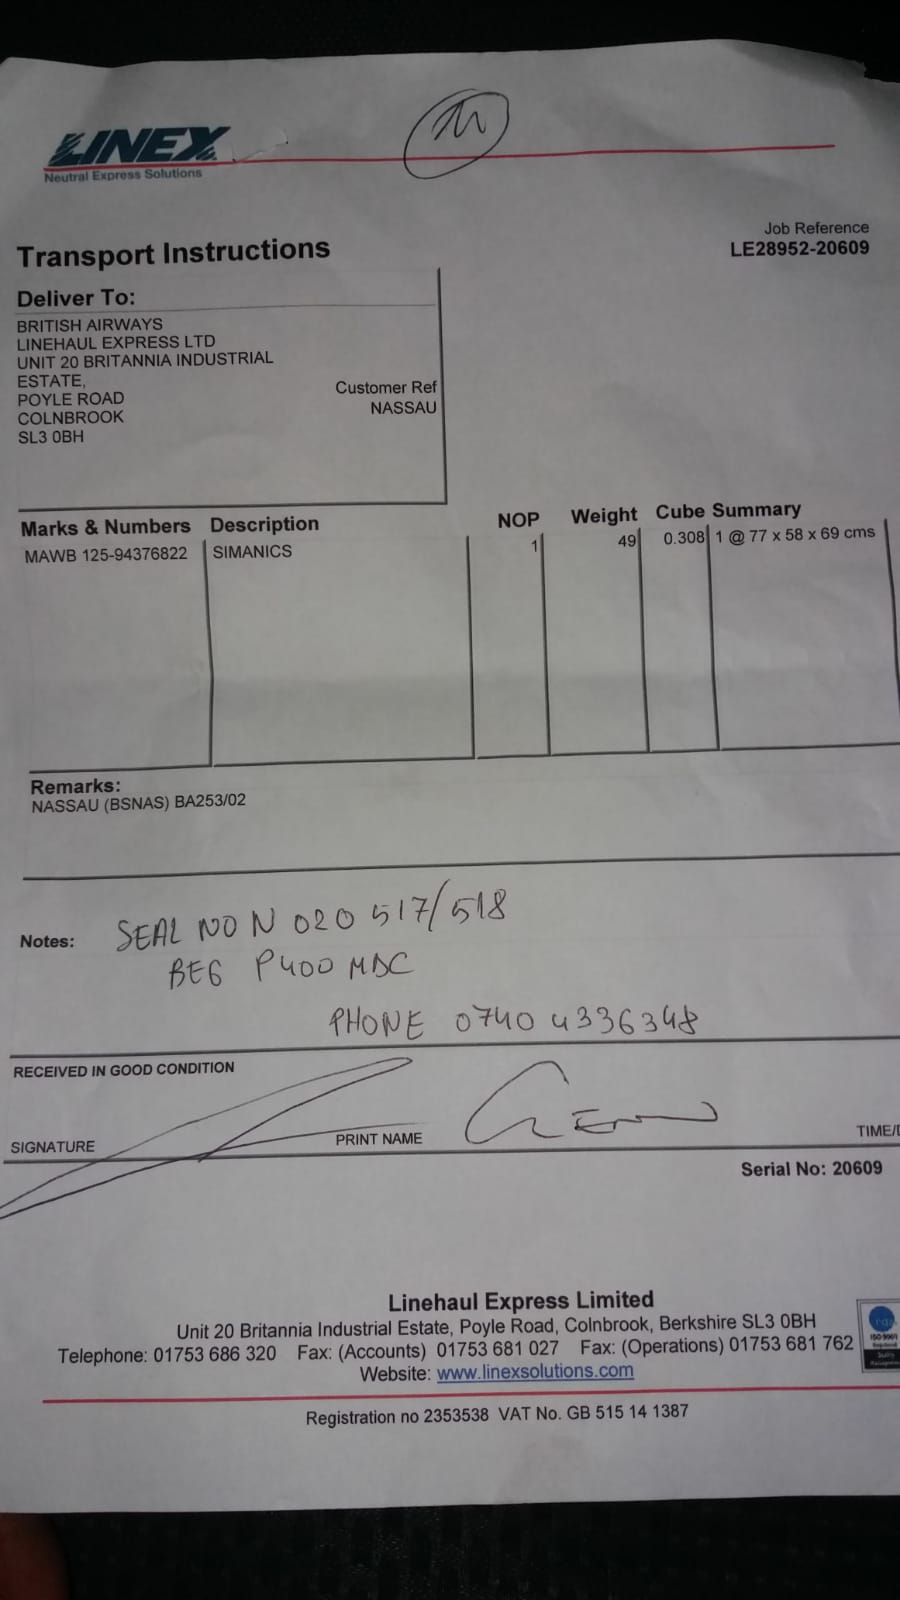 LINEX
Neutral Express Solutions
Job Reference
LE28952-20609
Transport Instructions
Deliver To:
BRITISH AIRWAYS
LINEHAUL EXPRESS LTD
UNIT 20 BRITANNIA INDUSTRIAL
ESTATE,
POYLE ROAD
COLNBROOK
SL3 0BH
Customer Ref
NASSAU
Marks & Numbers Description NOP Weight Cube Summary
MAWB 125-94376822 SIMANICS 1 49 0.308 1 @ 77 x 58 x 69 cms
Remarks:
NASSAU (BSNAS) BA253/02
Notes: SEAL NO N 020 517/518
BEG P400 MDC
PHONE 0740 4336348
RECEIVED IN GOOD CONDITION
SIGNATURE PRINT NAME TIME/
Serial No: 20609
Linehaul Express Limited
Unit 20 Britannia Industrial Estate, Poyle Road, Colnbrook, Berkshire SL3 0BH
Telephone: 01753 686 320 Fax: (Accounts) 01753 681 027 Fax: (Operations) 01753 681 762
Website: www.linexsolutions.com
Registration no 2353538 VAT No. GB 515 14 1387
ISO 9001